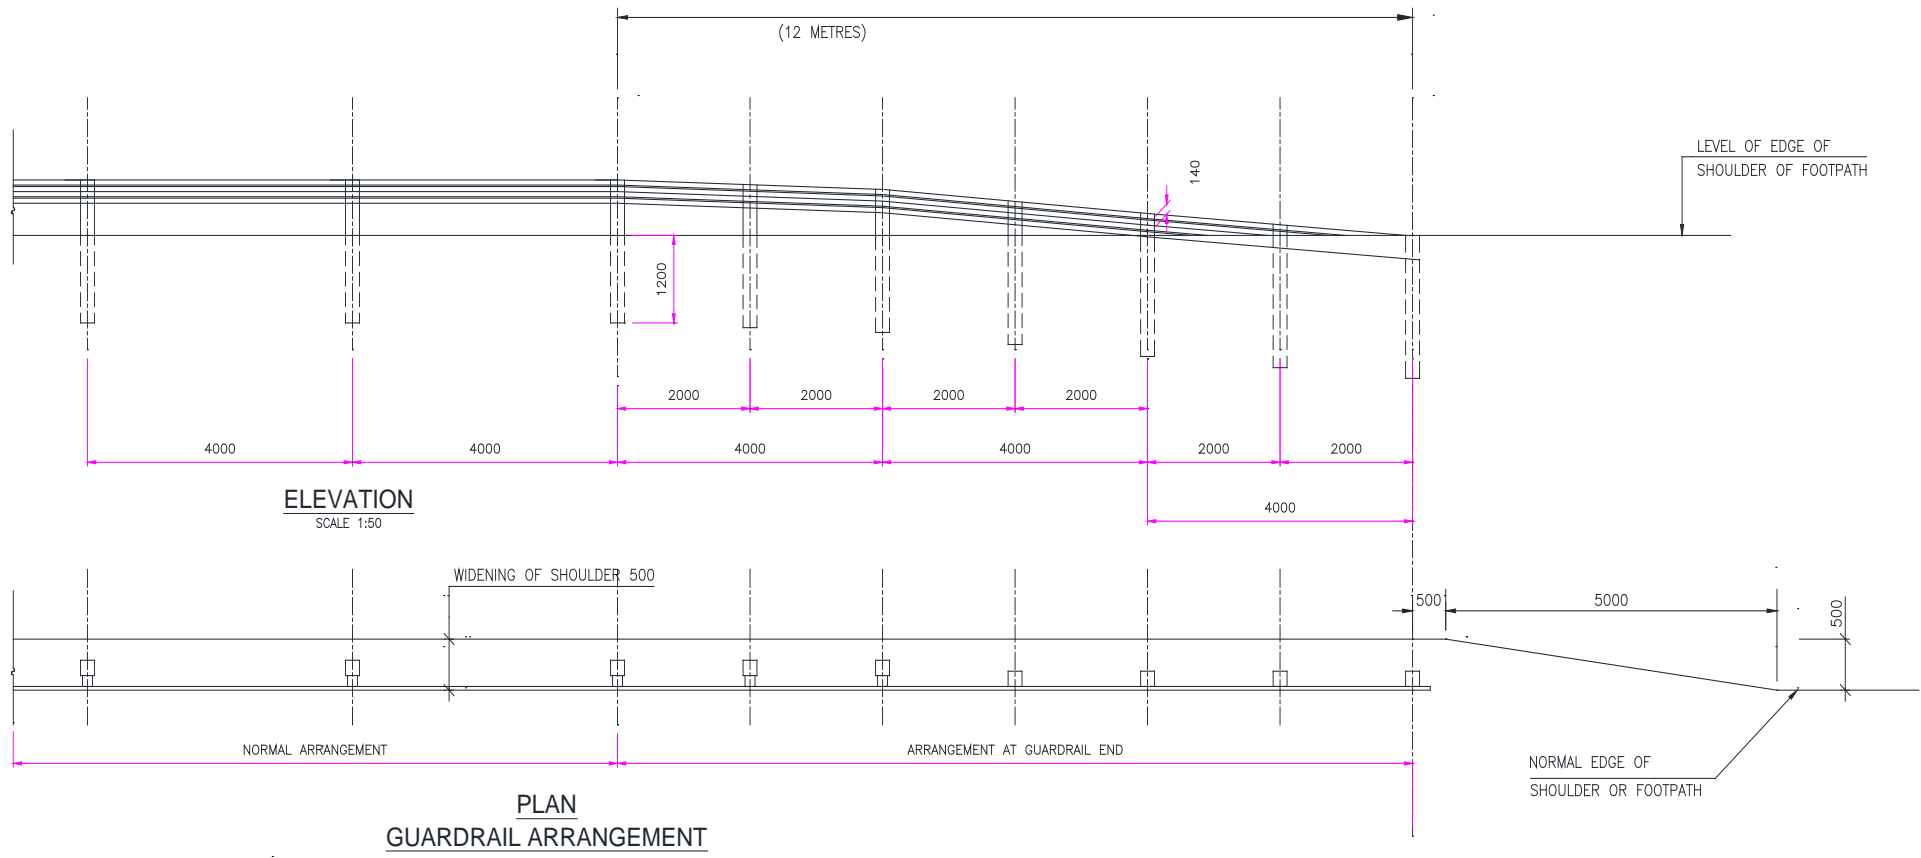 (12 METRES)
LEVEL OF EDGE OF
SHOULDER OF FOOTPATH
140
1200
2000 2000 2000 2000
4000 4000 4000 4000 2000 2000
ELEVATION
SCALE 1:50
4000
WIDENING OF SHOULDER 500
500 5000 500
NORMAL ARRANGEMENT ARRANGEMENT AT GUARDRAIL END
NORMAL EDGE OF
SHOULDER OR FOOTPATH
PLAN
GUARDRAIL ARRANGEMENT